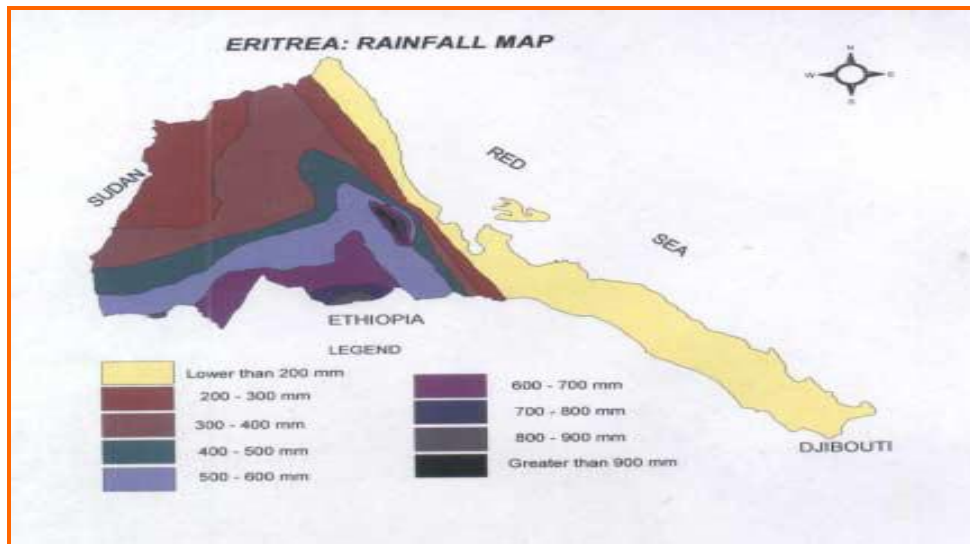 ERITREA: RAINFALL MAP
N
W
E
S
RED
SEA
SUDAN
ETHIOPIA
DJIBOUTI
LEGEND
Lower than 200 mm
200 - 300 mm
300 - 400 mm
400 - 500 mm
500 - 600 mm
600 - 700 mm
700 - 800 mm
800 - 900 mm
Greater than 900 mm